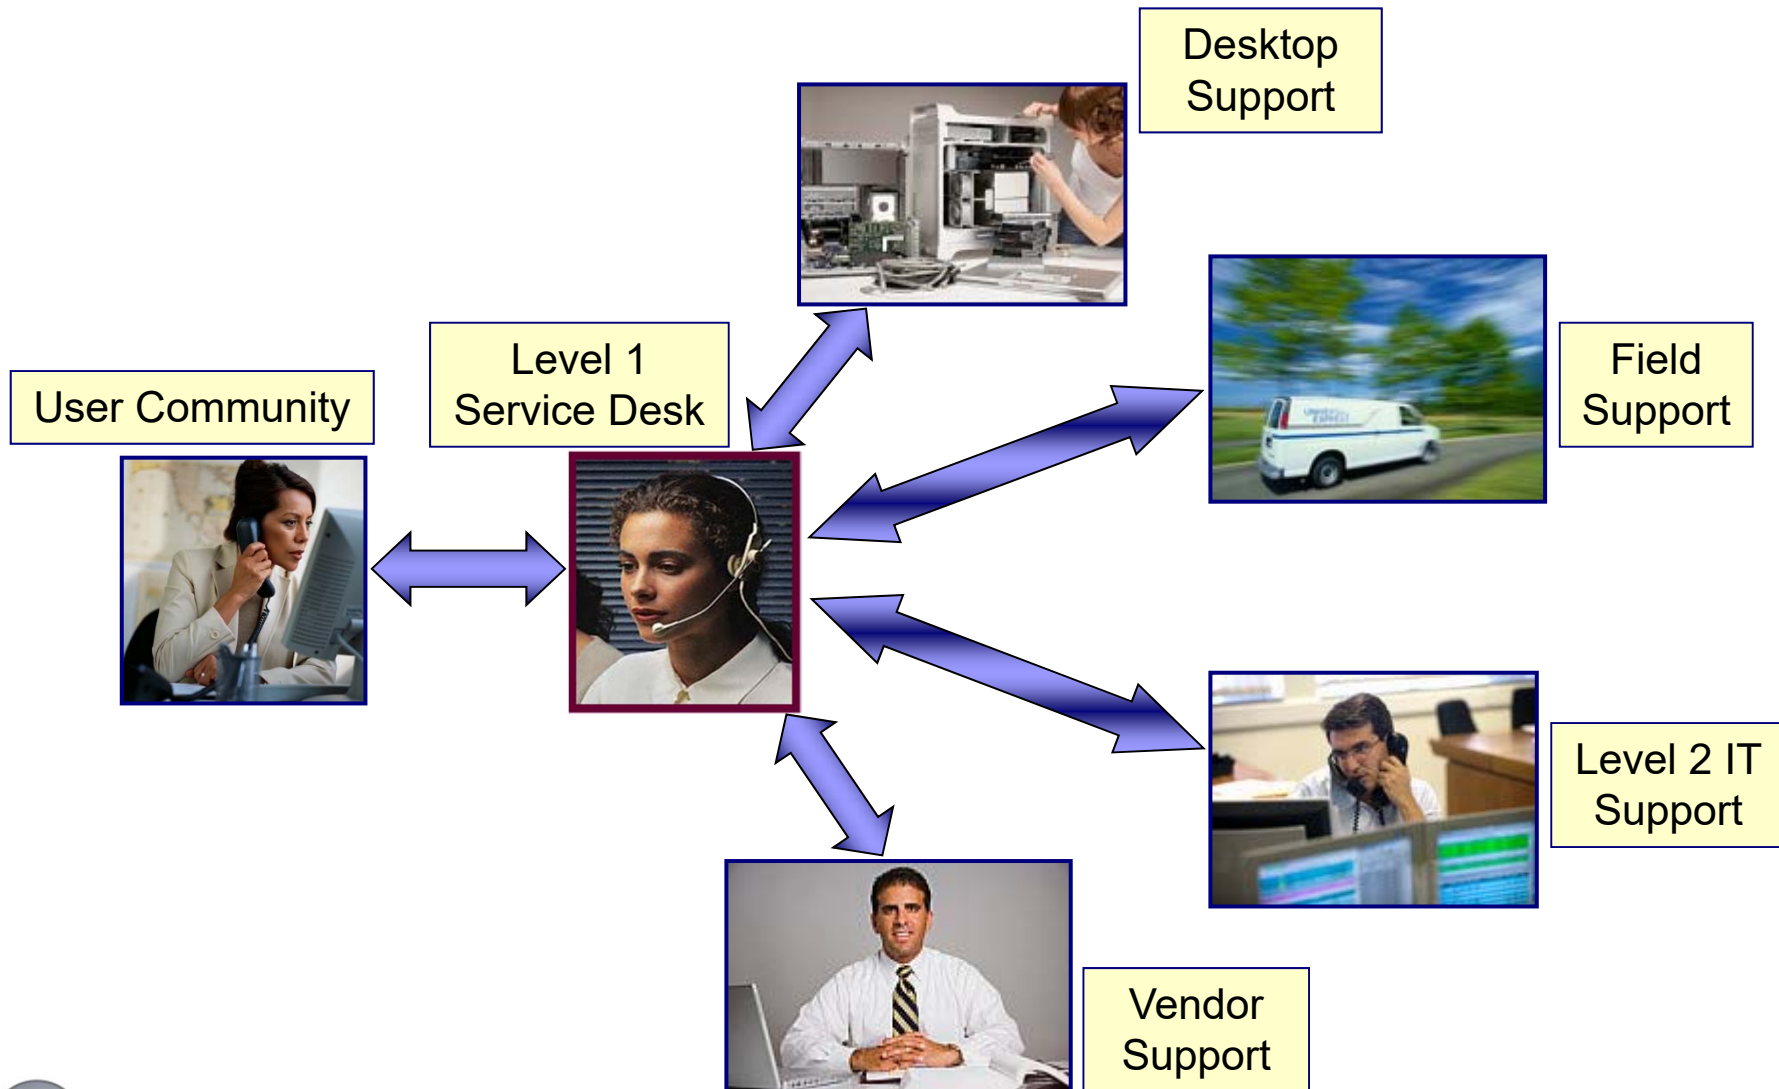 Desktop
Support
Field
Support
Level 1
Service Desk
User Community
Level 2 IT
Support
Vendor
Support